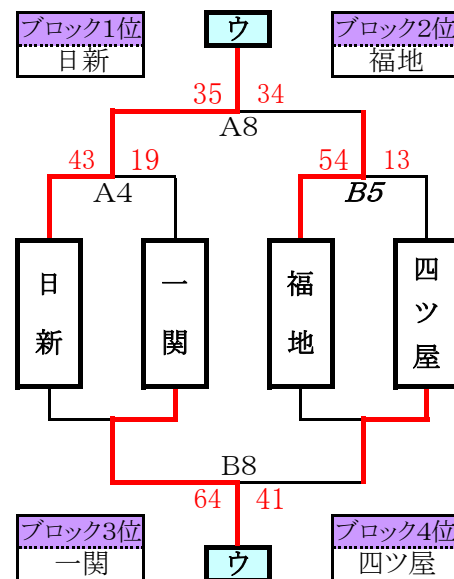 ブロック1位
日新
ウ
ブロック2位
福地
35 34
A8
43 19
A4
54 13
B5
日新
一関
福地
四ツ屋
B8
64 41
ブロック3位
一関
ウ
ブロック4位
四ツ屋